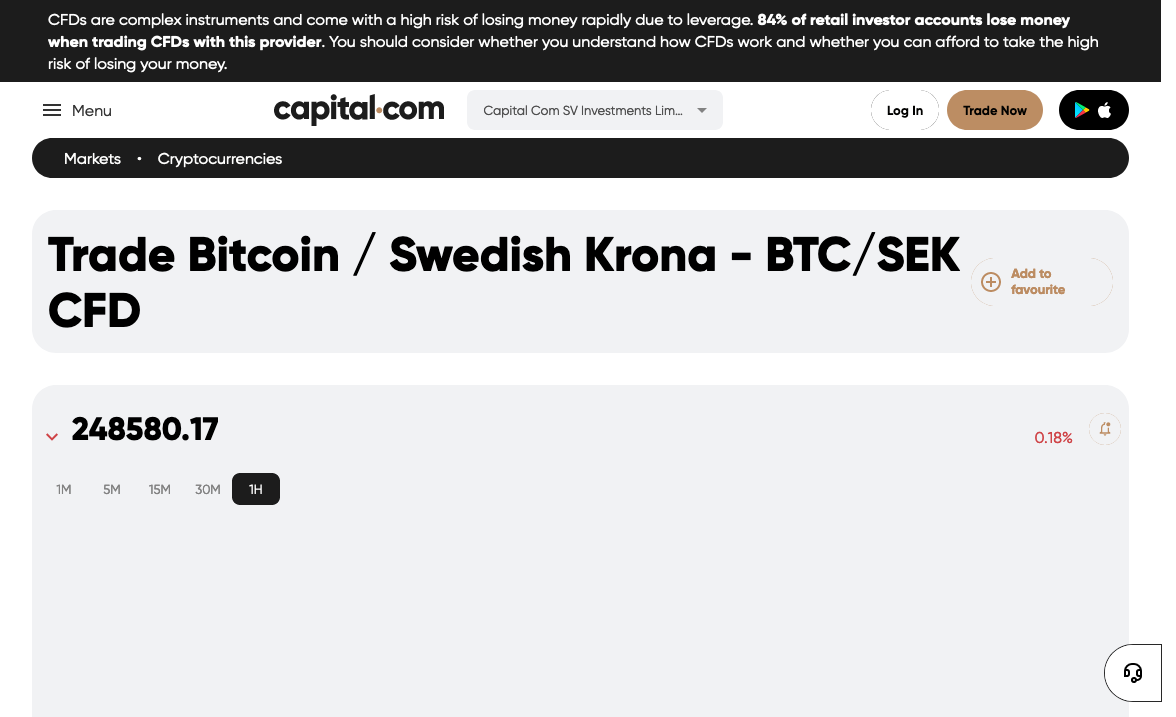 CFDs are complex instruments and come with a high risk of losing money rapidly due to leverage. 84% of retail investor accounts lose money
when trading CFDs with this provider. You should consider whether you understand how CFDs work and whether you can afford to take the high
risk of losing your money.
Menu
capital.com
Capital Com SV Investments Lim...
Log In
Trade Now
Markets • Cryptocurrencies
Trade Bitcoin / Swedish Krona - BTC/SEK
CFD
Add to
favourite
248580.17
0.18%
1M 5M 15M 30M 1H